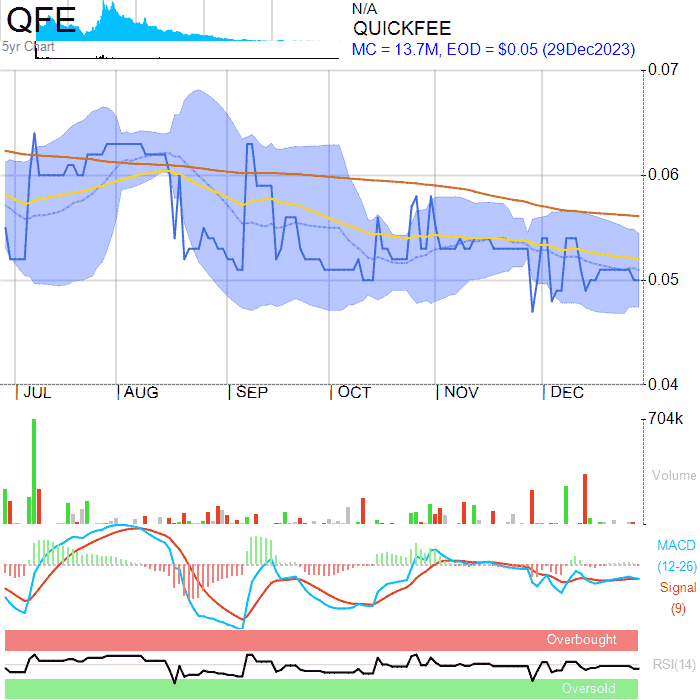 QFE
5yr Chart
N/A
QUICKFEE
MC = 13.7M, EOD = $0.05 (29Dec2023)
0.07
0.06
0.05
0.04
JUL AUG SEP OCT NOV DEC
704k
Volume
MACD
(12-26)
Signal
(9)
Overbought
RSI(14)
Oversold